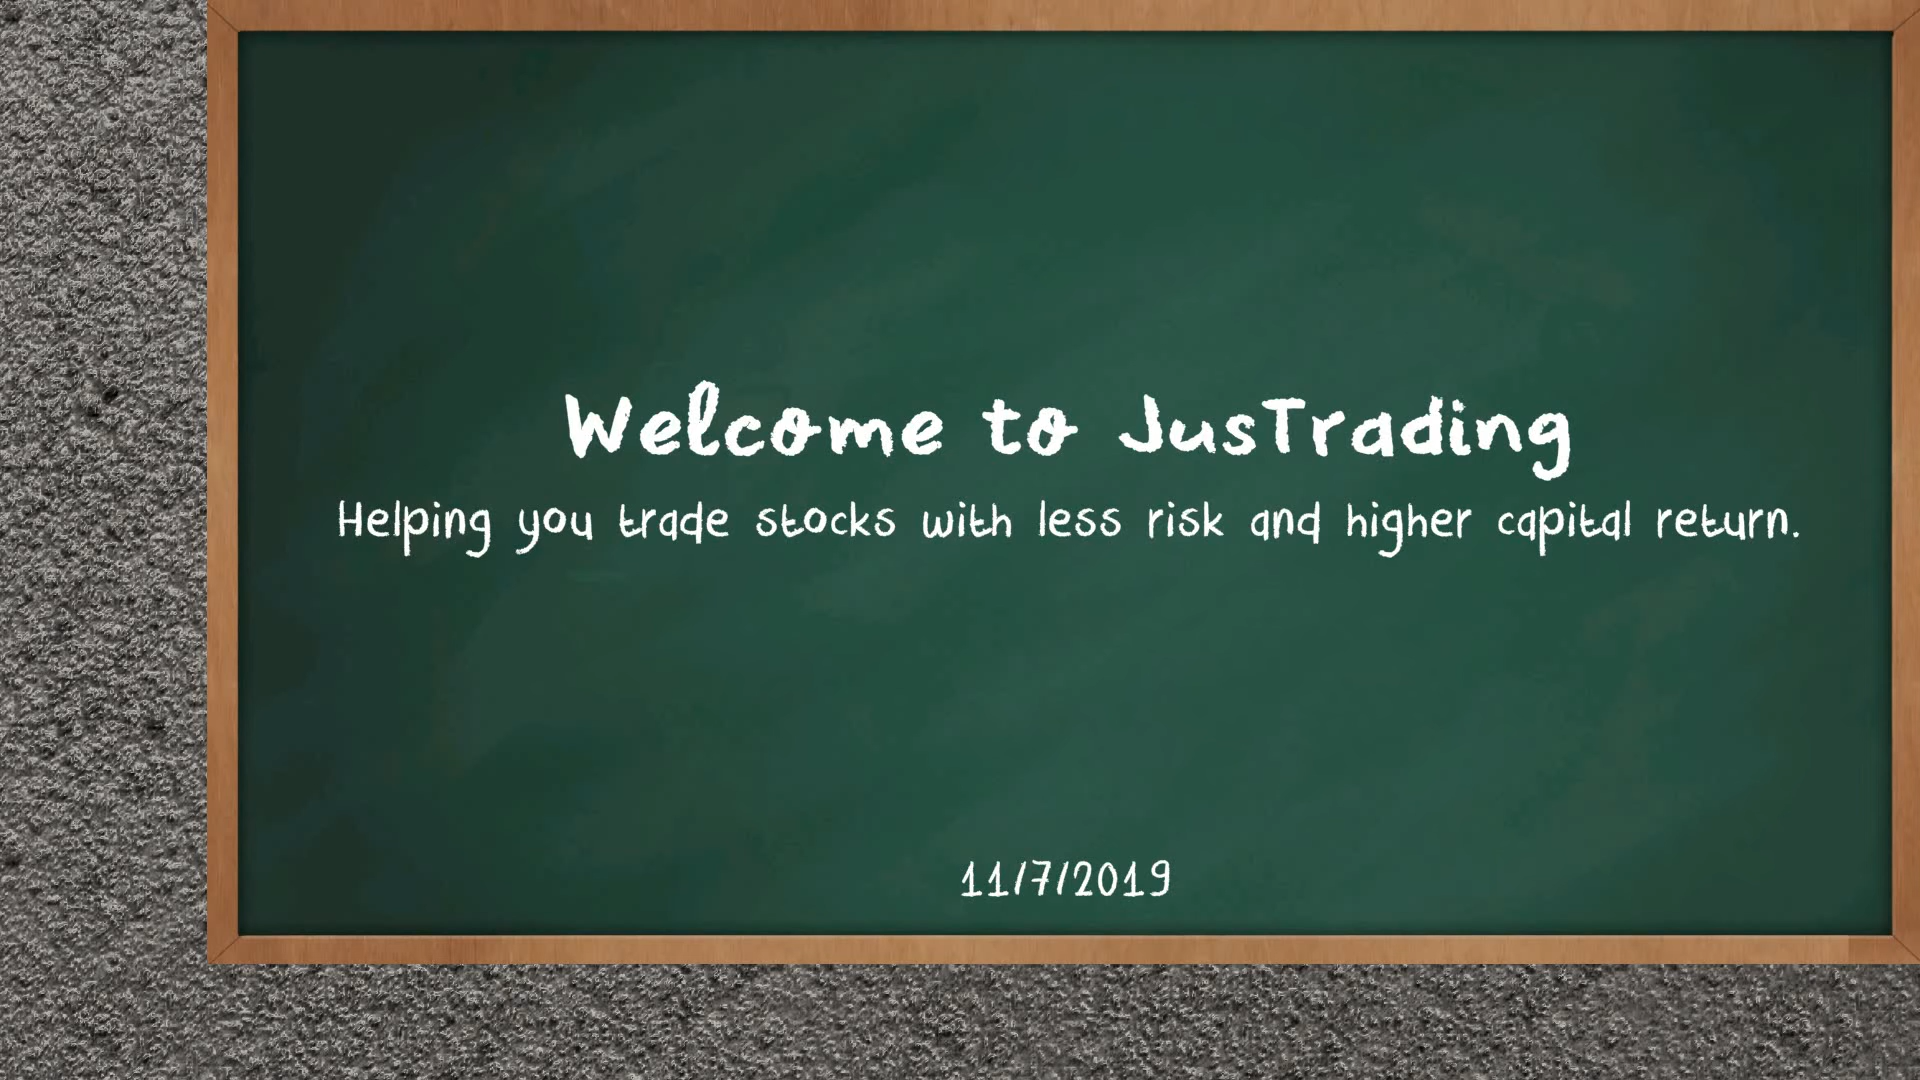 Welcome to JusTrading
Helping you trade stocks with less risk and higher capital return.
11/7/2019